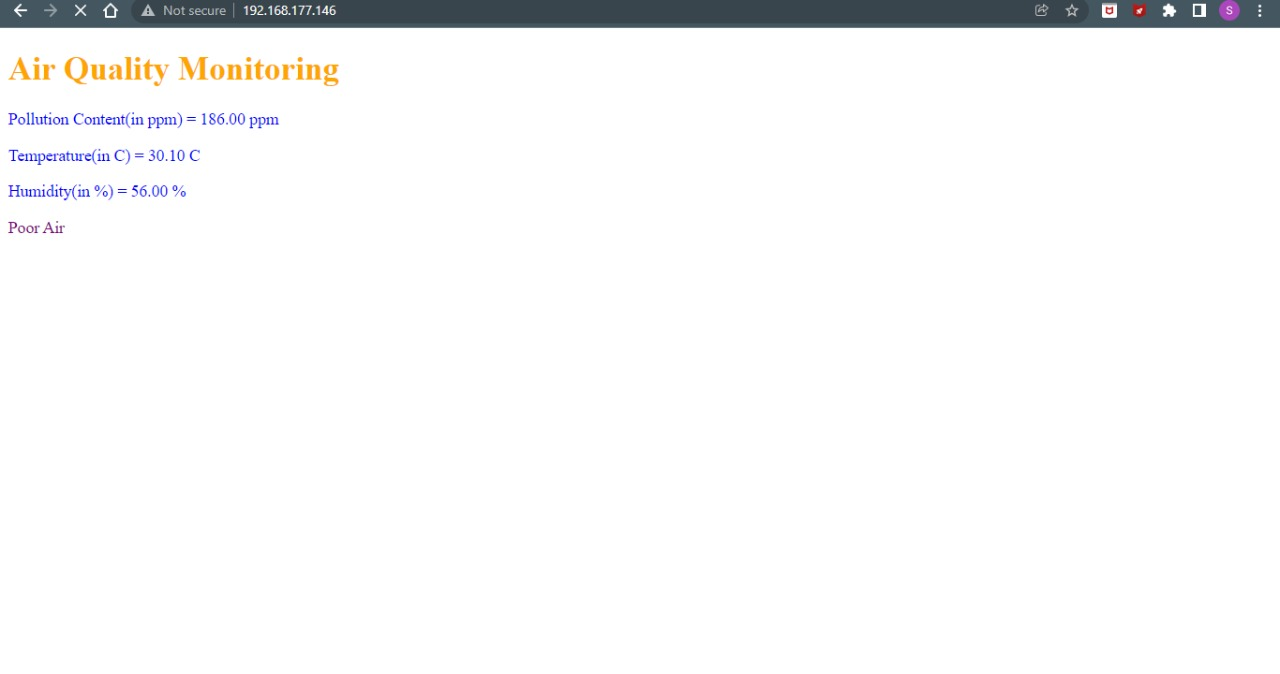 Not secure 192.168.177.146
S
Air Quality Monitoring
Pollution Content(in ppm) = 186.00 ppm
Temperature(in C) = 30.10 C
Humidity(in %) = 56.00 %
Poor Air